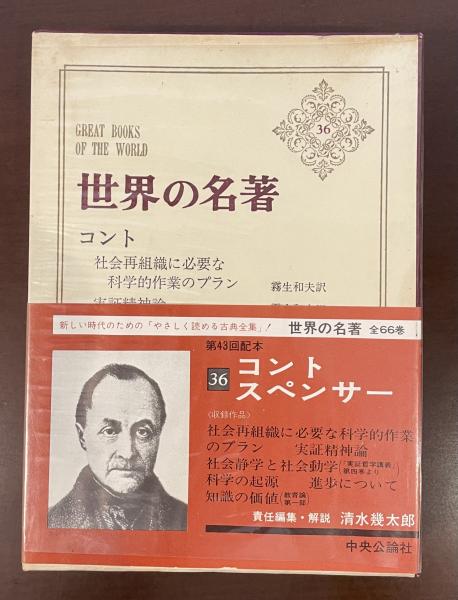 GREAT BOOKS
OF THE WORLD
36
世界の名著
コント
社会再組織に必要な
科学的作業のプラン
霧生和夫訳
新しい時代のための「やさしく読める古典全集」!
世界の名著 全66巻
第43回配本
36 コント
スペンサー
〈収録作品〉
社会再組織に必要な科学的作業
のプラン 実証精神論
社会静学と社会動学(『実証哲学講義』第四巻より)
科学の起源 進歩について
知識の価値(教育論 第一部)
責任編集・解説 清水幾太郎
中央公論社